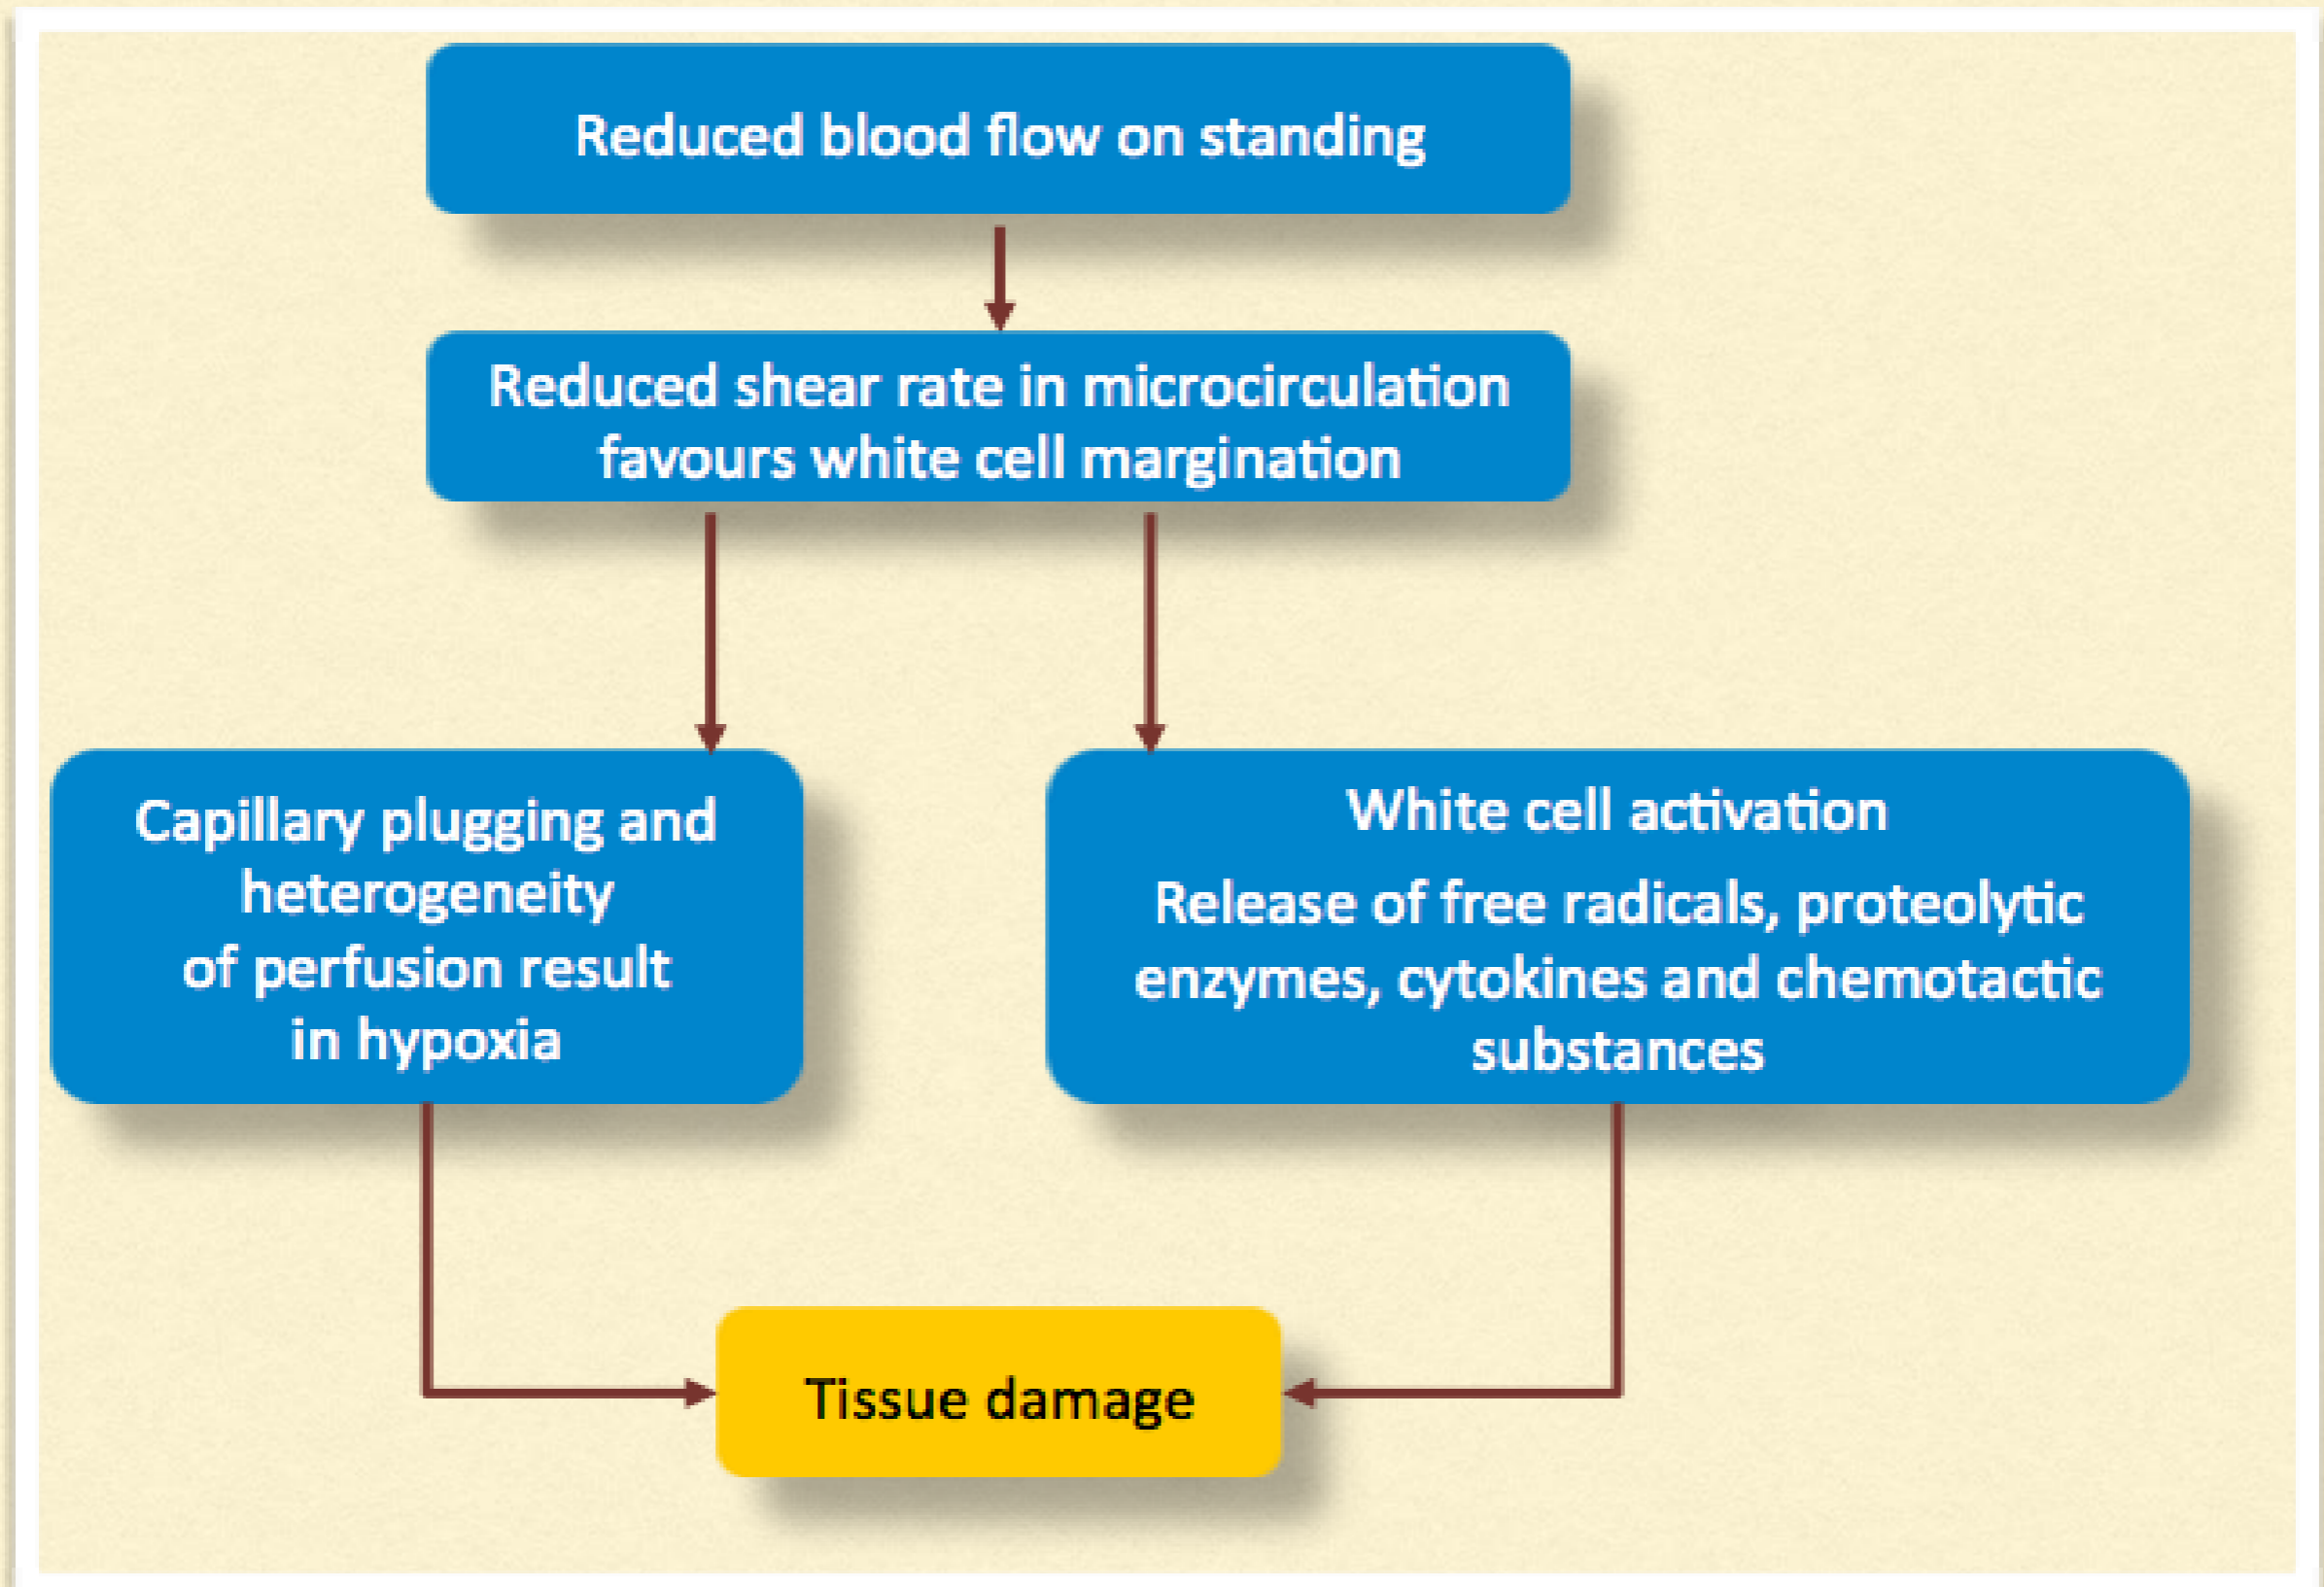 Reduced blood flow on standing
Reduced shear rate in microcirculation
favours white cell margination
Capillary plugging and
heterogeneity
of perfusion result
in hypoxia
White cell activation
Release of free radicals, proteolytic
enzymes, cytokines and chemotactic
substances
Tissue damage